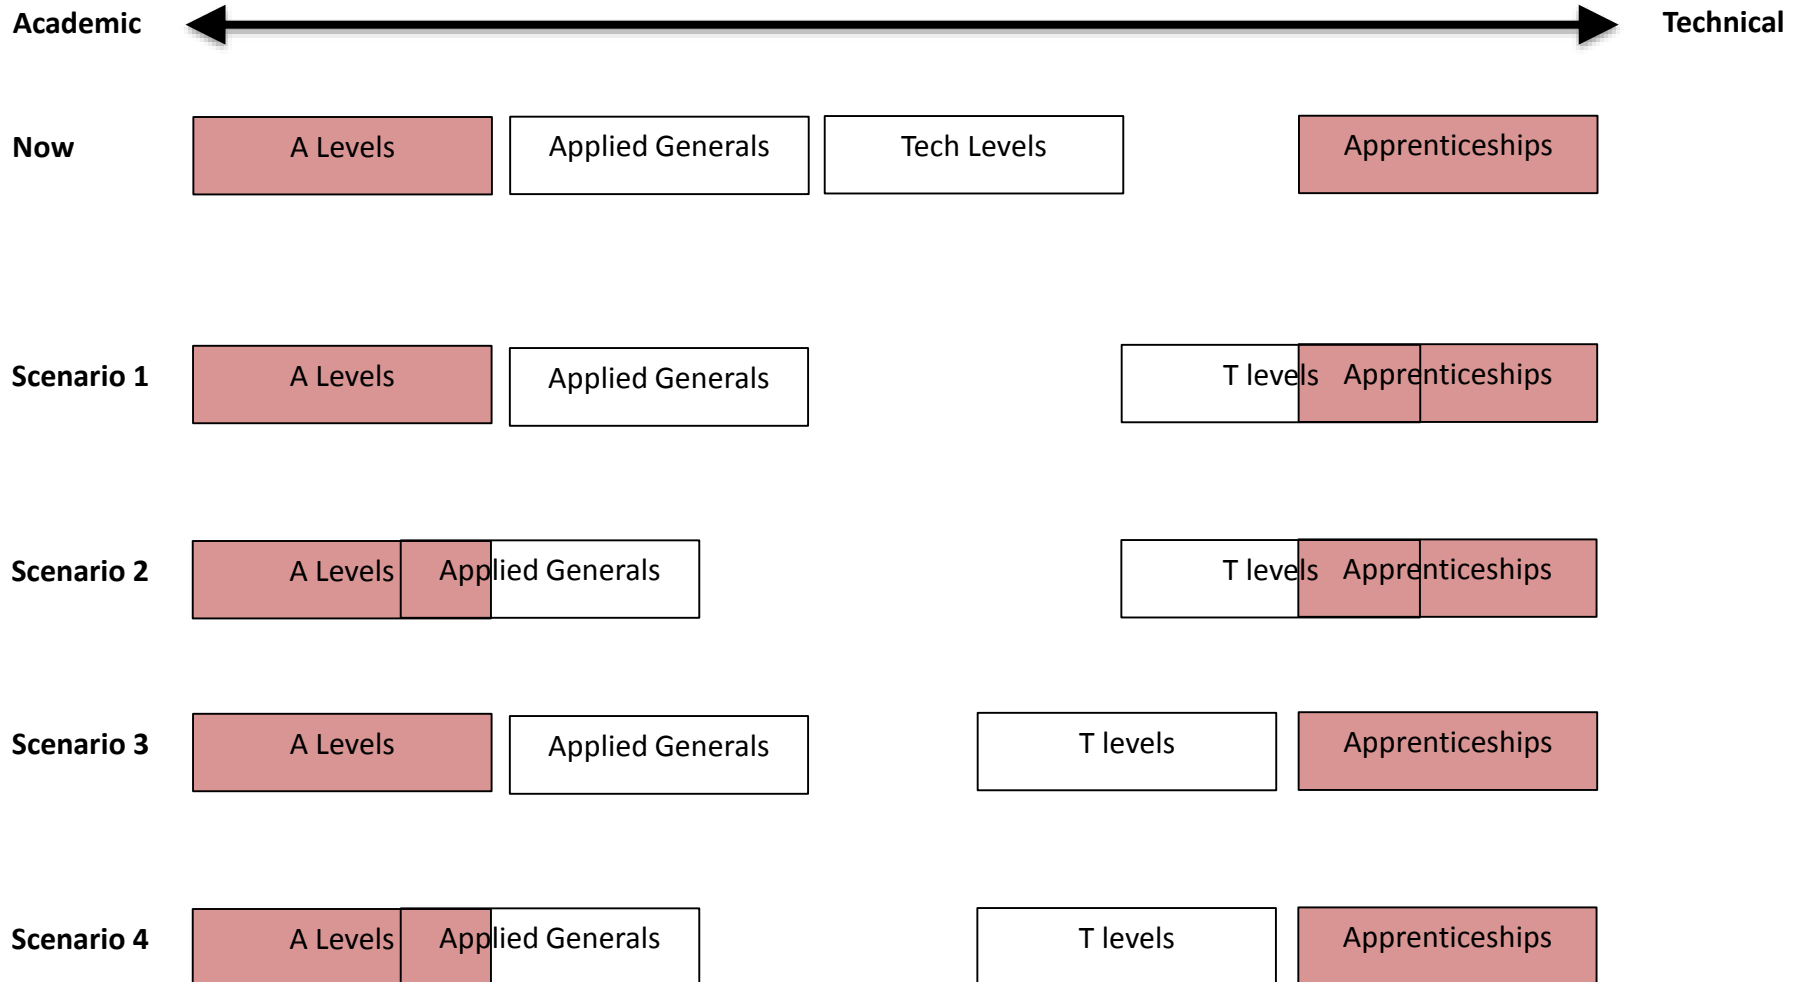 Academic Technical
Now A Levels Applied Generals Tech Levels Apprenticeships
Scenario 1 A Levels Applied Generals T levels Apprenticeships
Scenario 2 A Levels Applied Generals T levels Apprenticeships
Scenario 3 A Levels Applied Generals T levels Apprenticeships
Scenario 4 A Levels Applied Generals T levels Apprenticeships